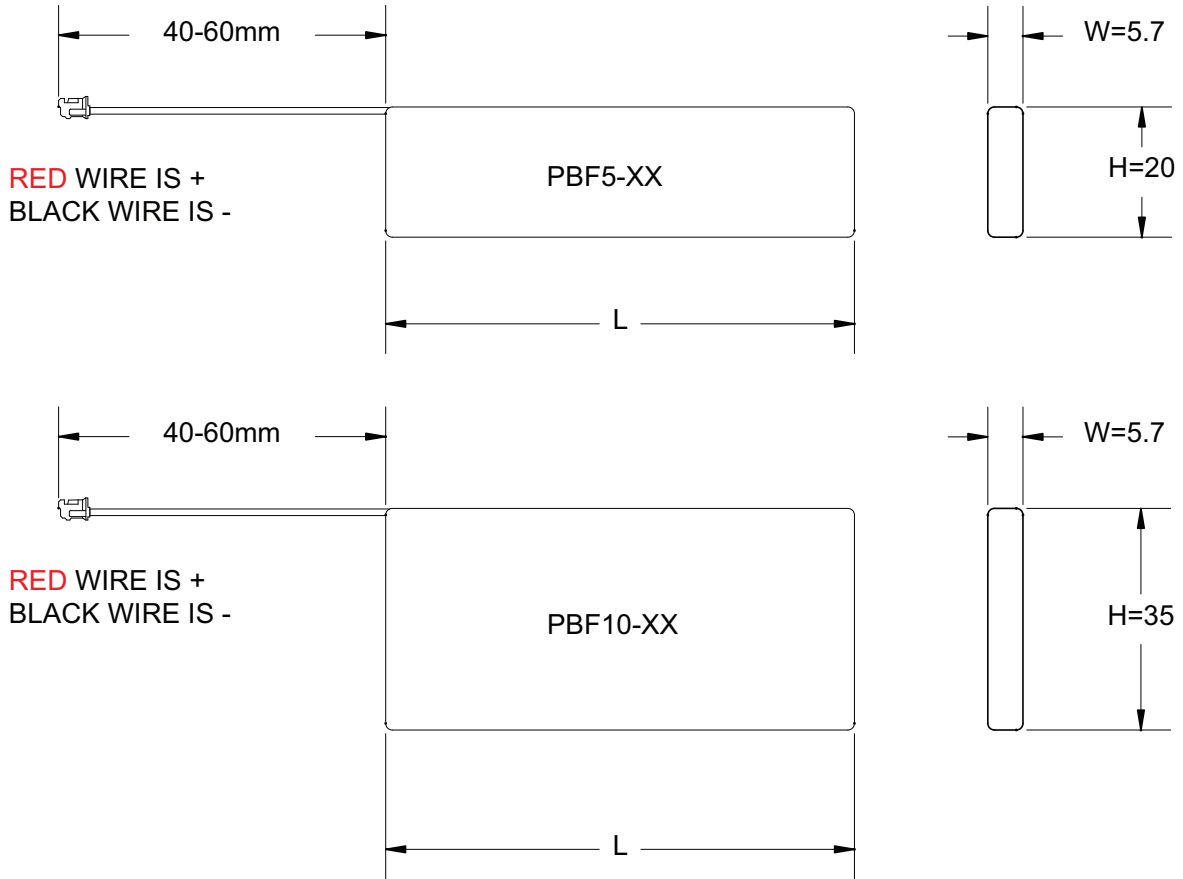 40-60mm
W=5.7
RED WIRE IS +
BLACK WIRE IS -
PBF5-XX
H=20
L
40-60mm
W=5.7
RED WIRE IS +
BLACK WIRE IS -
PBF10-XX
H=35
L